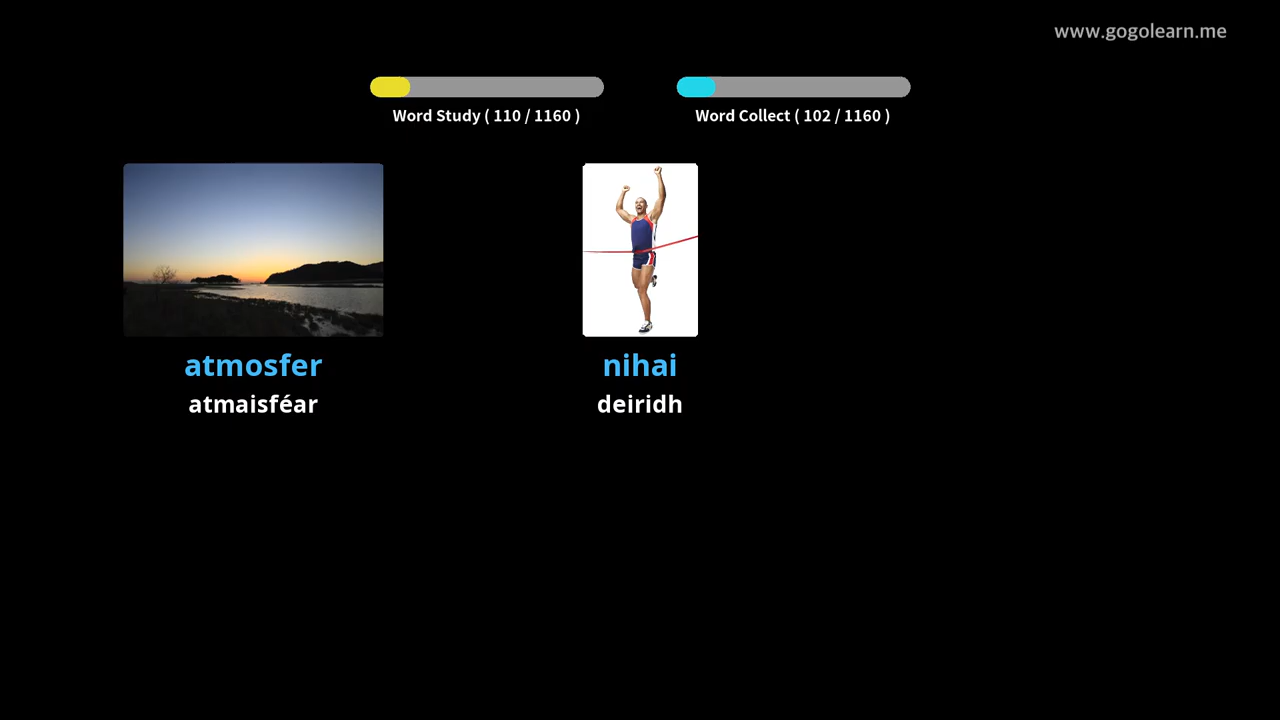 www.gogolearn.me
Word Study ( 110 / 1160 )
Word Collect ( 102 / 1160 )
atmosfer
atmaisféar
nihai
deiridh